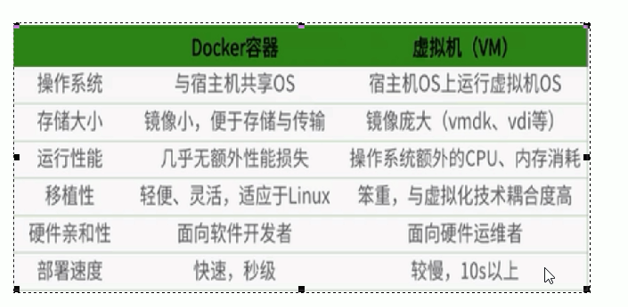 Docker容器 虚拟机（VM）
操作系统 与宿主机共享OS 宿主机OS上运行虚拟机OS
存储大小 镜像小，便于存储与传输 镜像庞大（vmdk、vdi等）
运行性能 几乎无额外性能损失 操作系统额外的CPU、内存消耗
移植性 轻便、灵活，适应于Linux 笨重，与虚拟化技术耦合度高
硬件亲和性 面向软件开发者 面向硬件运维者
部署速度 快速，秒级 较慢，10s以上